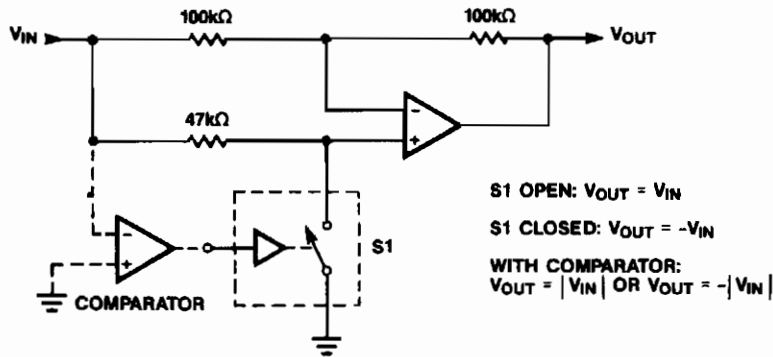 100kΩ
100kΩ
VIN
VOUT
47kΩ
-
+
S1 OPEN: VOUT = VIN
-
+
S1
S1 CLOSED: VOUT = -VIN
COMPARATOR
WITH COMPARATOR:
VOUT = |VIN| OR VOUT = -|VIN|